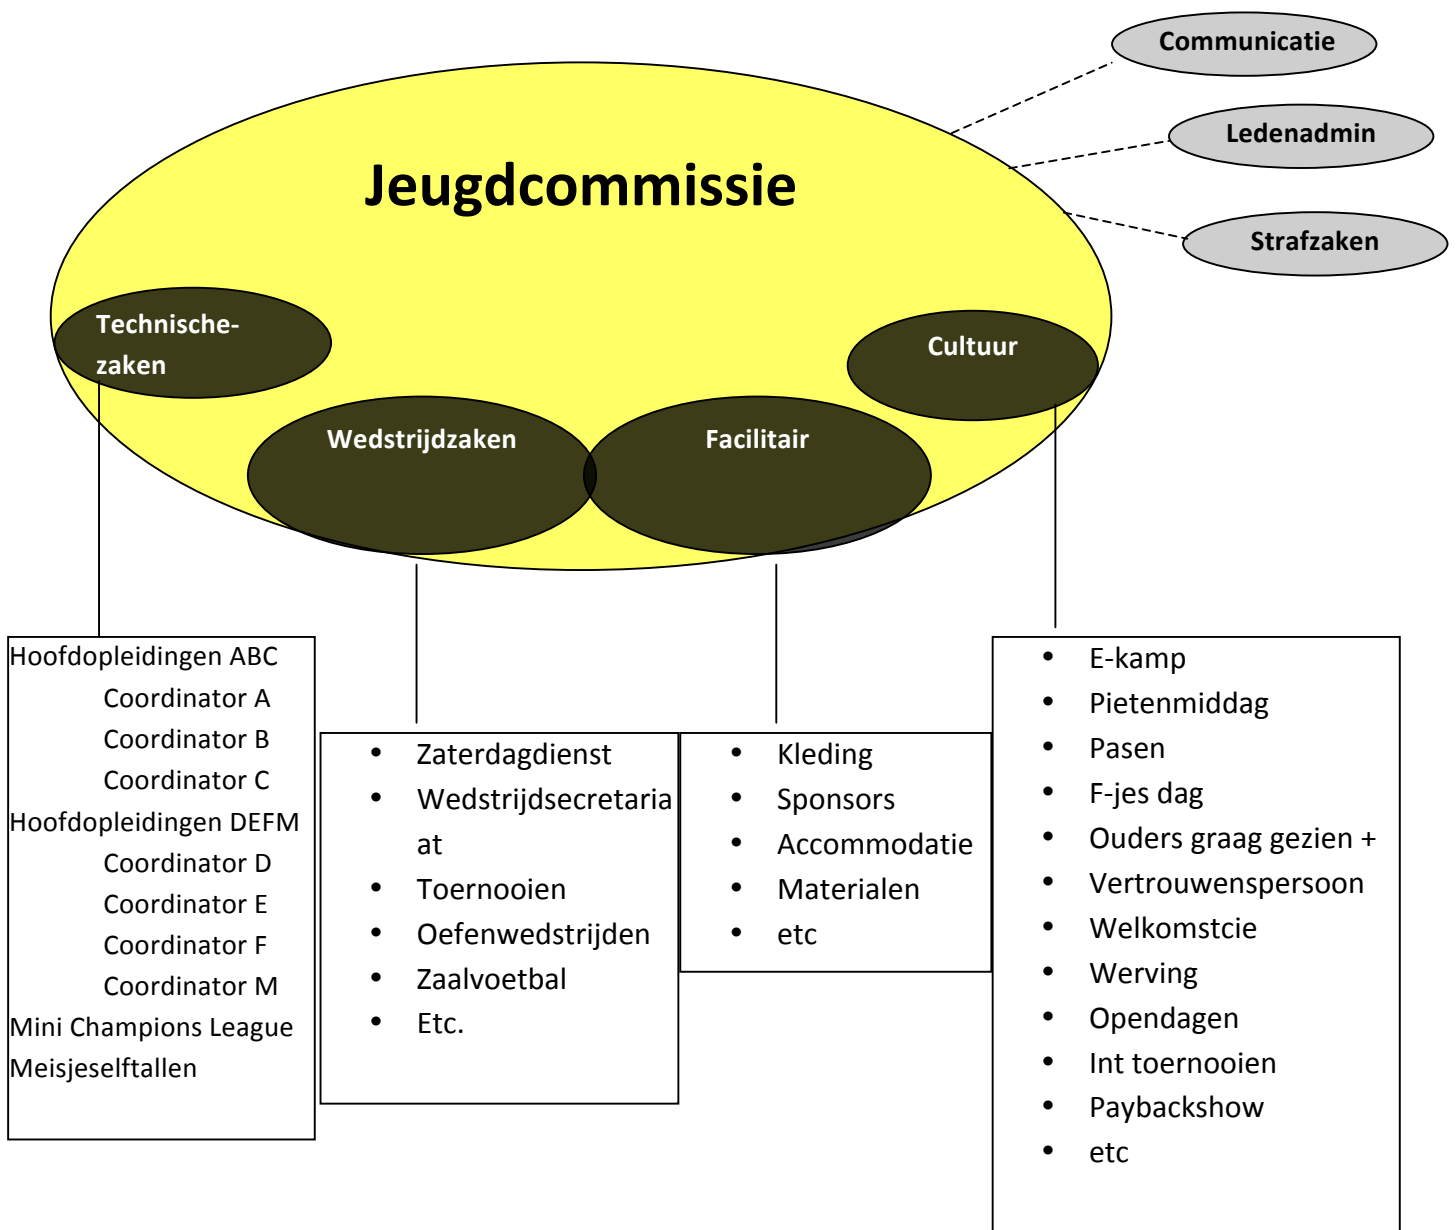 Communicatie
Ledenadmin
Strafzaken
Jeugdcommissie
Technische-
zaken
Wedstrijdzaken
Facilitair
Cultuur
Hoofdopleidingen ABC
Coordinator A
Coordinator B
Coordinator C
Hoofdopleidingen DEFM
Coordinator D
Coordinator E
Coordinator F
Coordinator M
Mini Champions League
Meisjeselftallen
• Zaterdagdienst
• Wedstrijdsecretaria
at
• Toernooien
• Oefenwedstrijden
• Zaalvoetbal
• Etc.
• Kleding
• Sponsors
• Accommodatie
• Materialen
• etc
• E-kamp
• Pietenmiddag
• Pasen
• F-jes dag
• Ouders graag gezien +
• Vertrouwenspersoon
• Welkomstcie
• Werving
• Opendagen
• Int toernooien
• Paybackshow
• etc